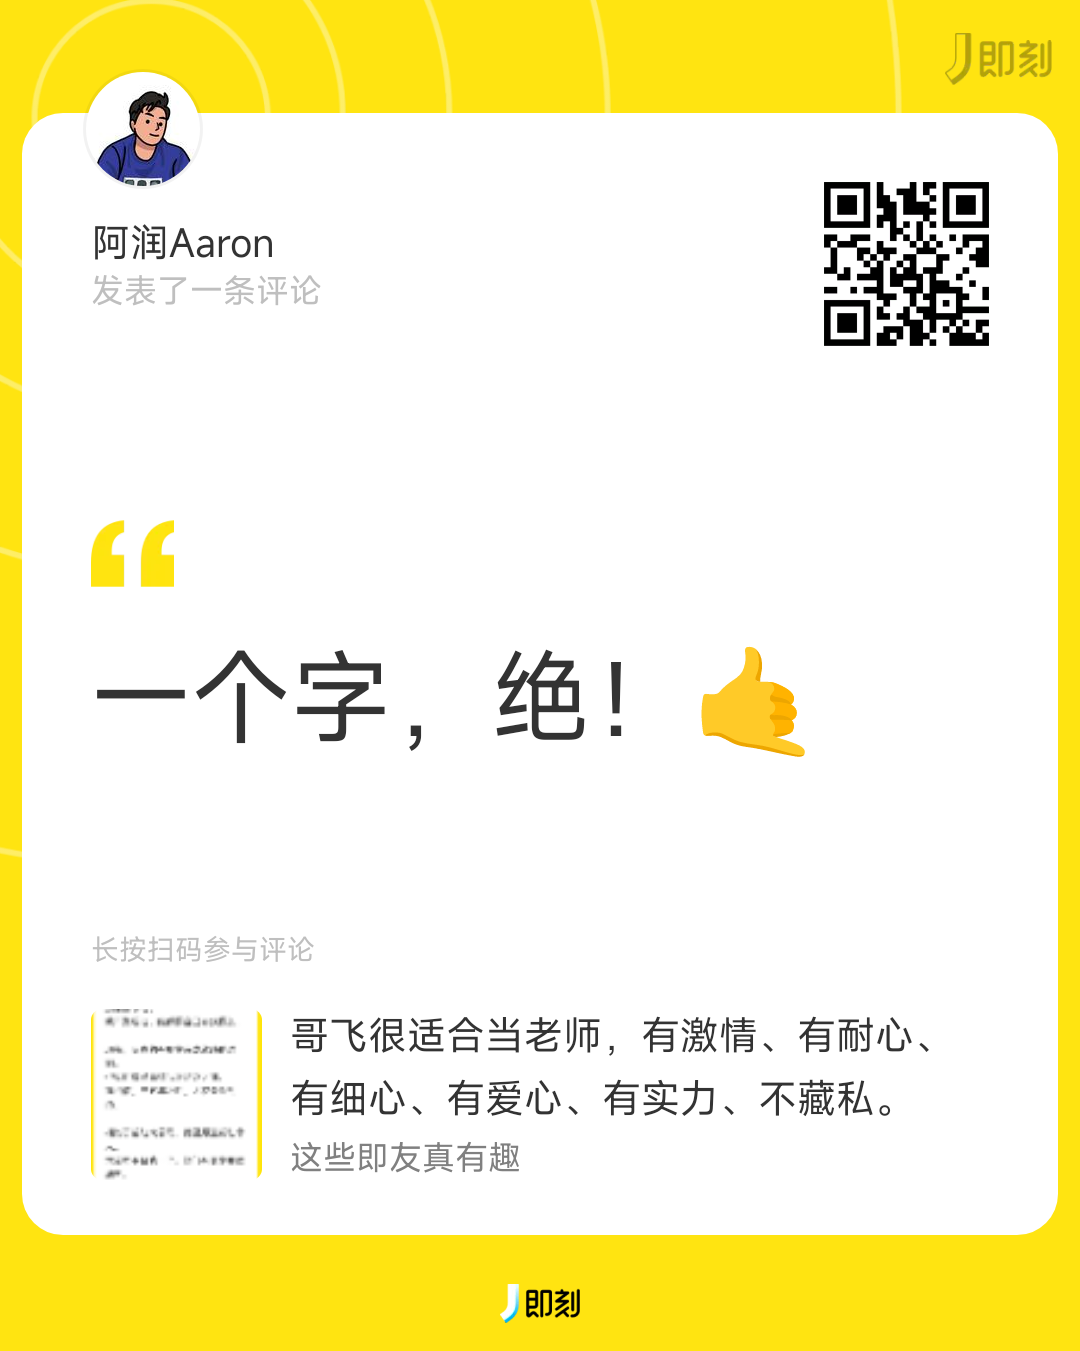 即刻
阿润Aaron
发表了一条评论
一个字，绝！🤙
长按扫码参与评论
哥飞很适合当老师，有激情、有耐心、
有细心、有爱心、有实力、不藏私。
这些即友真有趣
即刻